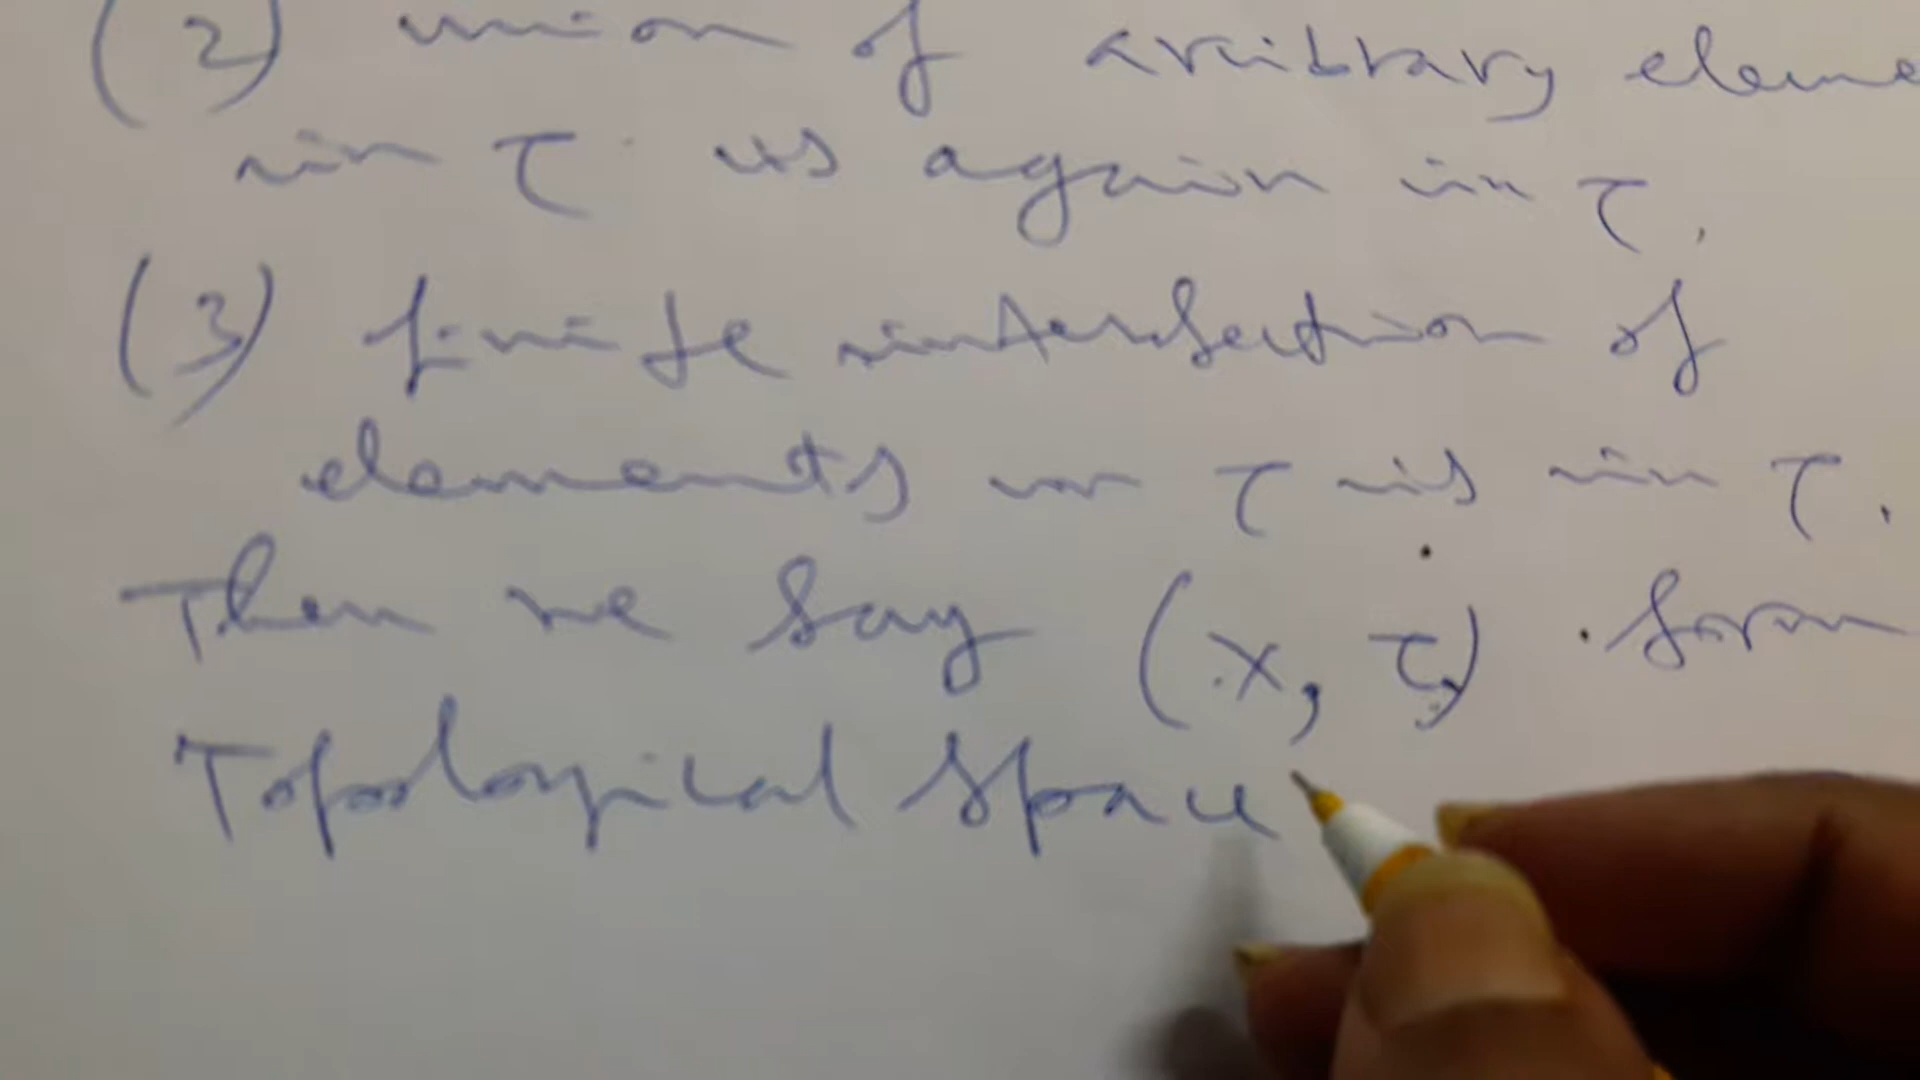 (2) union of arbitrary eleme
in τ is again in τ.
(3) finite intersection of
elements in τ is in τ.
Then we say (X, τ) form
Topological space